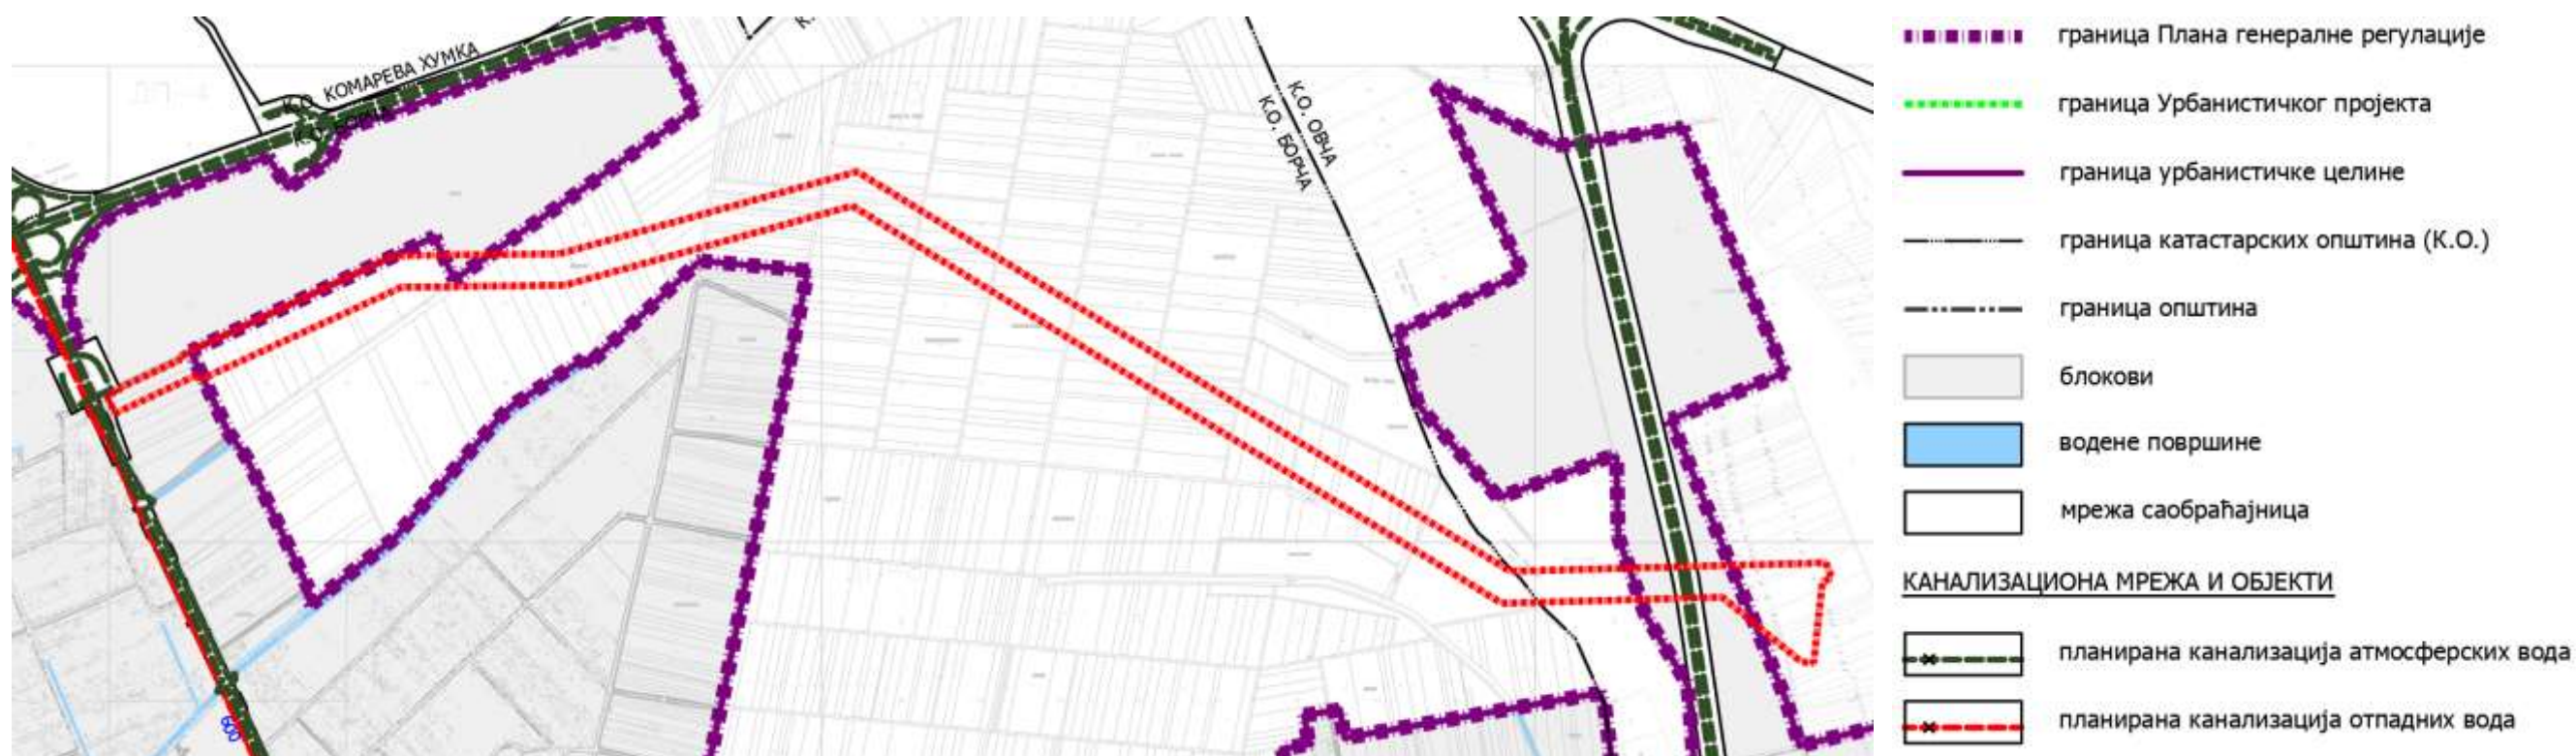 К.О. КОМАРЕВА ХУМКА
К.О. БОРЧА
К.О. ОВЧА
К.О. БОРЧА
600
граница Плана генералне регулације
граница Урбанистичког пројекта
граница урбанистичке целине
граница катастарских општина (К.О.)
граница општина
блокови
водене површине
мрежа саобраћајница
КАНАЛИЗАЦИОНА МРЕЖА И ОБЈЕКТИ
планирана канализација атмосферских вода
планирана канализација отпадних вода